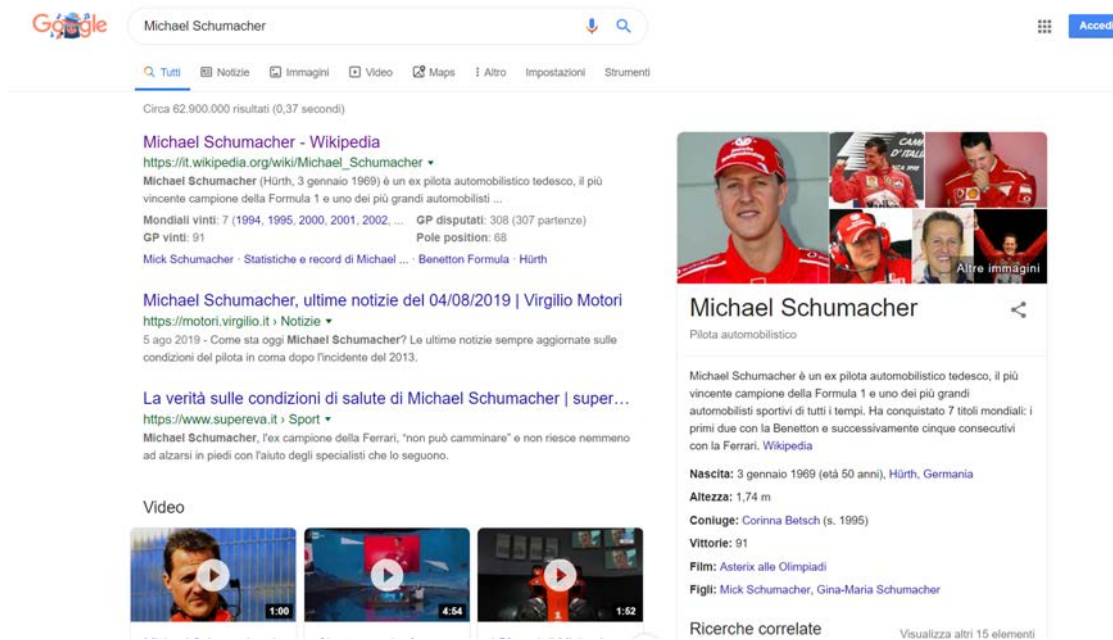 Google
Michael Schumacher
Accedi
Tutti Notizie Immagini Video Maps Altro Impostazioni Strumenti
Circa 62.900.000 risultati (0,37 secondi)
Michael Schumacher - Wikipedia
https://it.wikipedia.org/wiki/Michael_Schumacher
Michael Schumacher (Hürth, 3 gennaio 1969) è un ex pilota automobilistico tedesco, il più
vincente campione della Formula 1 e uno dei più grandi automobilisti ...
Mondiali vinti: 7 (1994, 1995, 2000, 2001, 2002, ... GP disputati: 308 (307 partenze)
GP vinti: 91 Pole position: 68
Mick Schumacher · Statistiche e record di Michael ... · Benetton Formula · Hürth
Michael Schumacher, ultime notizie del 04/08/2019 | Virgilio Motori
https://motori.virgilio.it › Notizie
5 ago 2019 - Come sta oggi Michael Schumacher? Le ultime notizie sempre aggiornate sulle
condizioni del pilota in coma dopo l'incidente del 2013.
La verità sulle condizioni di salute di Michael Schumacher | super...
https://www.supereva.it › Sport
Michael Schumacher, l'ex campione della Ferrari, "non può camminare" e non riesce nemmeno
ad alzarsi in piedi con l'aiuto degli specialisti che lo seguono.
Video
1:00
4:54
1:52
Altre immagini
Michael Schumacher
Pilota automobilistico
Michael Schumacher è un ex pilota automobilistico tedesco, il più
vincente campione della Formula 1 e uno dei più grandi
automobilisti sportivi di tutti i tempi. Ha conquistato 7 titoli mondiali: i
primi due con la Benetton e successivamente cinque consecutivi
con la Ferrari. Wikipedia
Nascita: 3 gennaio 1969 (età 50 anni), Hürth, Germania
Altezza: 1,74 m
Coniuge: Corinna Betsch (s. 1995)
Vittorie: 91
Film: Asterix alle Olimpiadi
Figli: Mick Schumacher, Gina-Maria Schumacher
Ricerche correlate
Visualizza altri 15 elementi